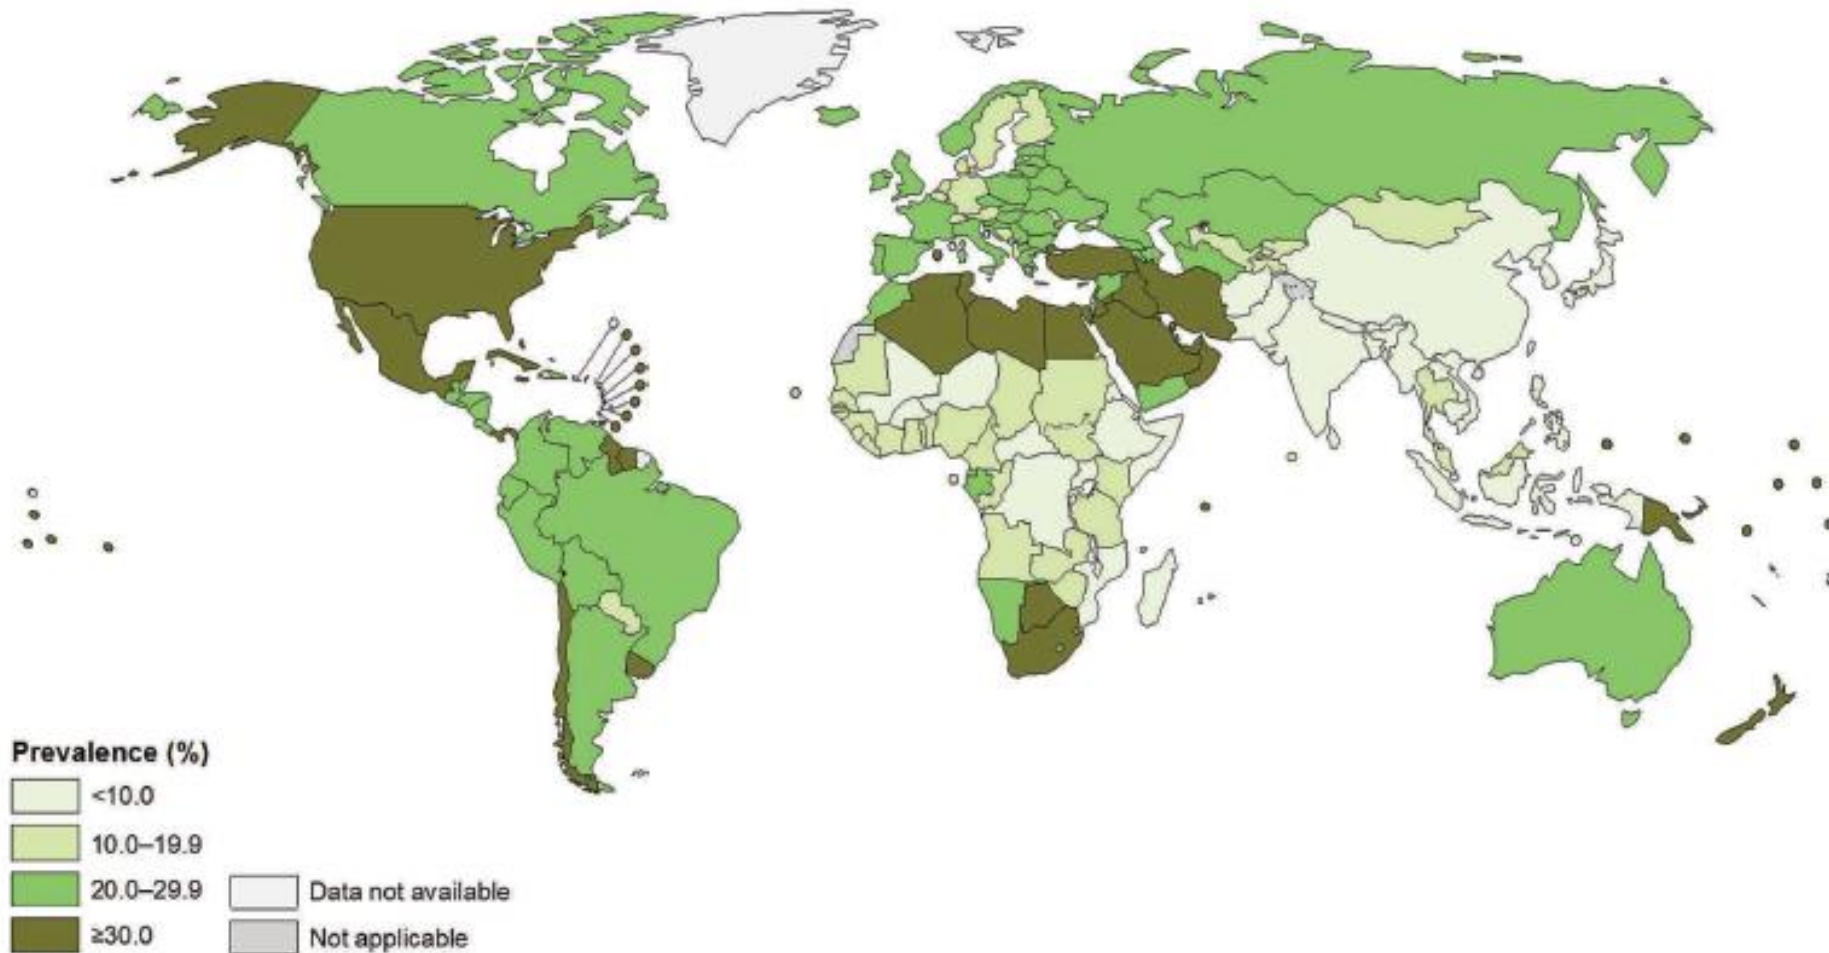 Prevalence (%)
<10.0
10.0–19.9
20.0–29.9
≥30.0
Data not available
Not applicable